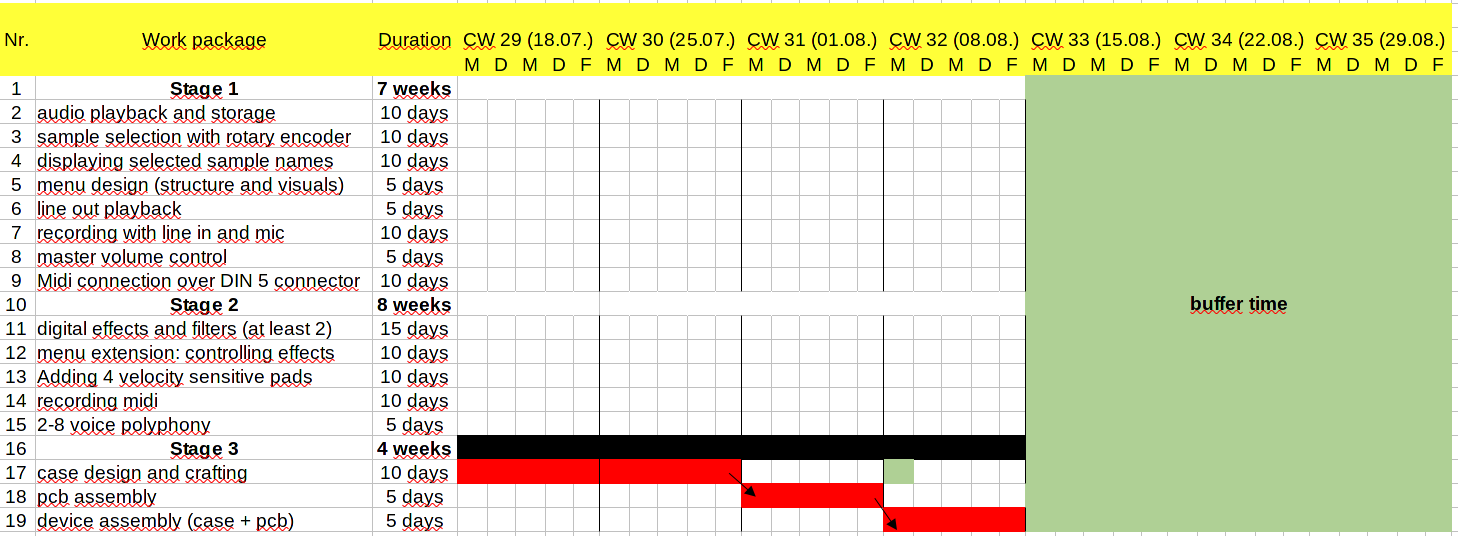 Nr. Work package Duration CW 29 (18.07.) CW 30 (25.07.) CW 31 (01.08.) CW 32 (08.08.) CW 33 (15.08.) CW 34 (22.08.) CW 35 (29.08.)
M D M D F M D M D F M D M D F M D M D F M D M D F M D M D F M D M D F
1 Stage 1 7 weeks
2 audio playback and storage 10 days
3 sample selection with rotary encoder 10 days
4 displaying selected sample names 10 days
5 menu design (structure and visuals) 5 days
6 line out playback 5 days
7 recording with line in and mic 10 days
8 master volume control 5 days
9 Midi connection over DIN 5 connector 10 days
10 Stage 2 8 weeks buffer time
11 digital effects and filters (at least 2) 15 days
12 menu extension: controlling effects 10 days
13 Adding 4 velocity sensitive pads 10 days
14 recording midi 10 days
15 2-8 voice polyphony 5 days
16 Stage 3 4 weeks
17 case design and crafting 10 days
18 pcb assembly 5 days
19 device assembly (case + pcb) 5 days